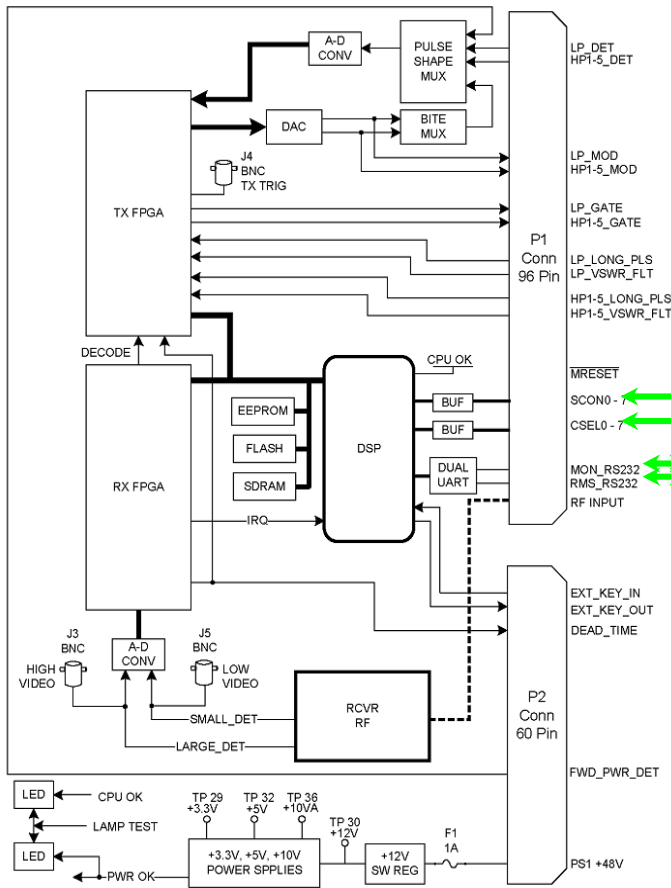 A-D
CONV
PULSE
SHAPE
MUX
LP_DET
HP1-5_DET
DAC
BITE
MUX
J4
BNC
TX TRIG
LP_MOD
HP1-5_MOD
TX FPGA
LP_GATE
HP1-5_GATE
P1
Conn
96 Pin
LP_LONG_PLS
LP_VSWR_FLT
HP1-5_LONG_PLS
HP1-5_VSWR_FLT
DECODE
CPU OK
MRESET
EEPROM
BUF
SCON0 - 7
FLASH
DSP
BUF
CSEL0 - 7
SDRAM
DUAL
UART
MON_RS232
RMS_RS232
RX FPGA
RF INPUT
IRQ
EXT_KEY_IN
EXT_KEY_OUT
DEAD_TIME
J3
BNC
A-D
CONV
J5
BNC
HIGH
VIDEO
LOW
VIDEO
RCVR
RF
P2
Conn
60 Pin
SMALL_DET
LARGE_DET
FWD_PWR_DET
LED
CPU OK
TP 29
+3.3V
TP 32
+5V
TP 36
+10VA
TP 30
+12V
LAMP TEST
F1
1A
LED
+3.3V, +5V, +10V
POWER SPPLIES
+12V
SW REG
PS1 +48V
PWR OK